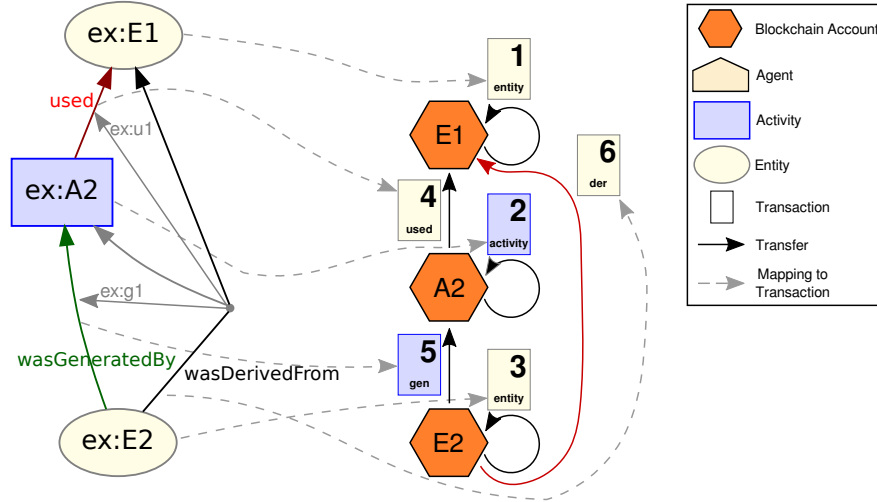 ex:E1
used
ex:u1
ex:A2
ex:g1
wasGeneratedBy
wasDerivedFrom
ex:E2
1
entity
E1
6
der
4
used
2
activity
A2
5
gen
3
entity
E2
Blockchain Account
Agent
Activity
Entity
Transaction
Transfer
Mapping to
Transaction